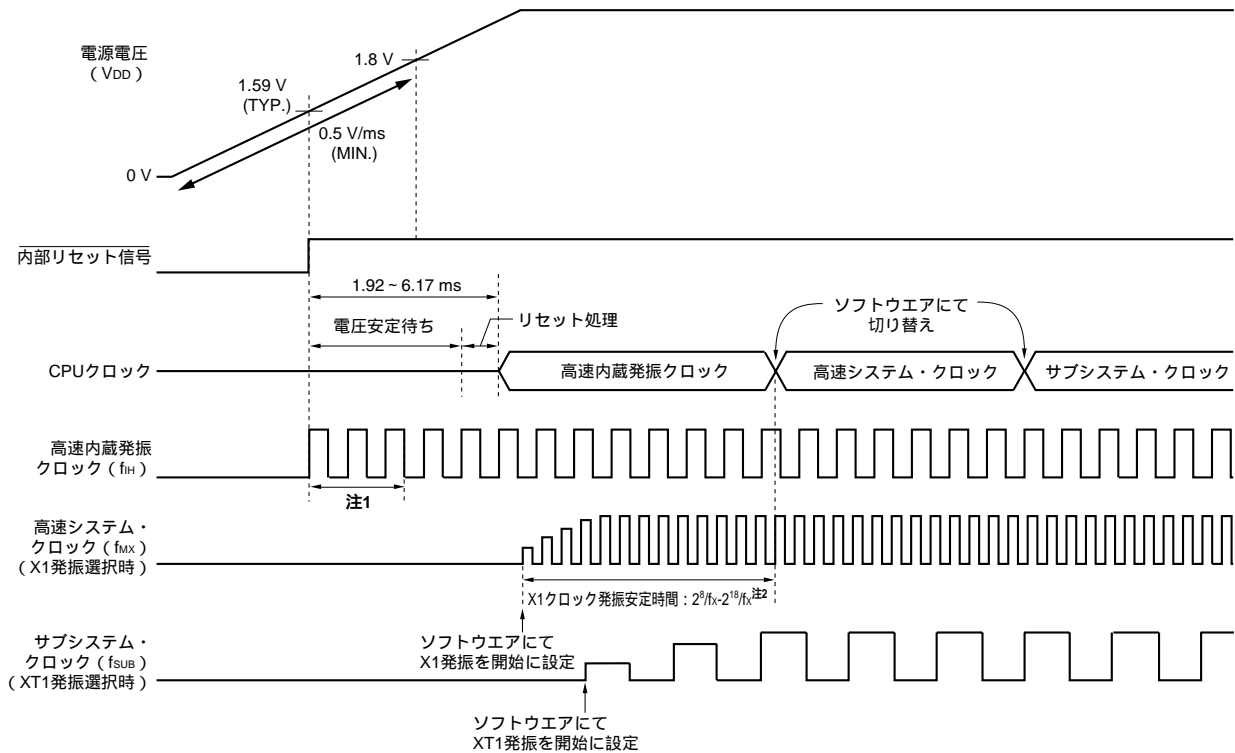 電源電圧
（VDD）
1.8 V
1.59 V
(TYP.)
0.5 V/ms
(MIN.)
0 V
内部リセット信号
1.92 ~ 6.17 ms
電圧安定待ち
リセット処理
ソフトウエアにて
切り替え
CPUクロック
高速内蔵発振クロック
高速システム・クロック
サブシステム・クロック
高速内蔵発振
クロック（fIH）
注1
高速システム・
クロック（fMX）
（X1発振選択時）
X1クロック発振安定時間：2⁸/fX-2¹⁸/fX注2
ソフトウエアにて
X1発振を開始に設定
サブシステム・
クロック（fSUB）
（XT1発振選択時）
ソフトウエアにて
XT1発振を開始に設定